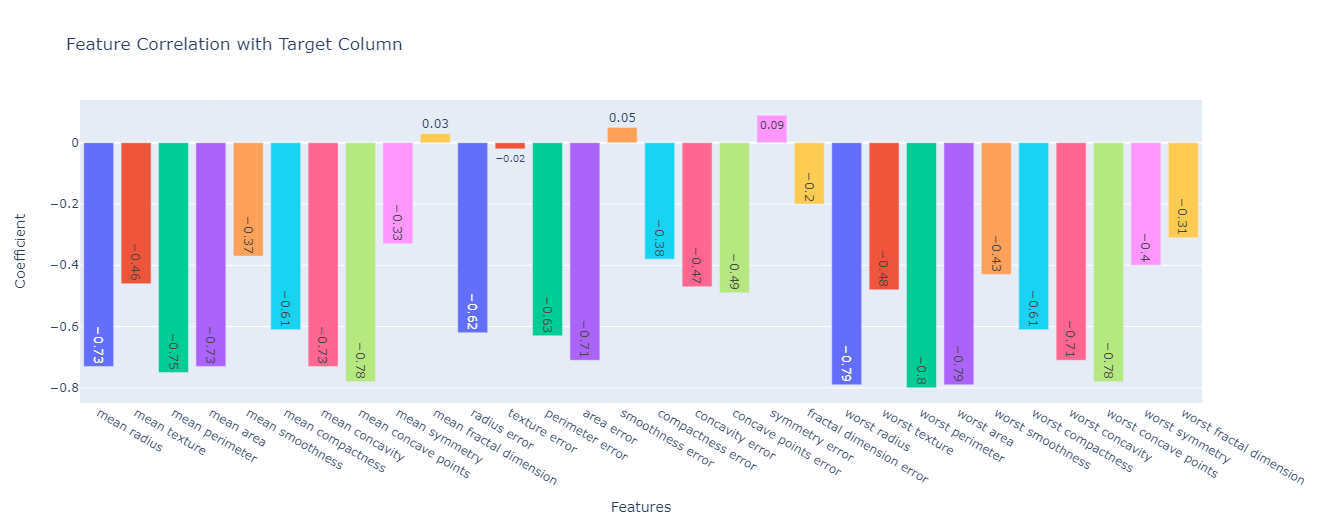 Feature Correlation with Target Column
Coefficient
0
−0.2
−0.4
−0.6
−0.8
−0.73
−0.46
−0.75
−0.73
−0.37
−0.61
−0.73
−0.78
−0.33
0.03
−0.62
−0.02
−0.63
−0.71
0.05
−0.38
−0.47
−0.49
0.09
−0.2
−0.79
−0.48
−0.8
−0.79
−0.43
−0.61
−0.71
−0.78
−0.4
−0.31
mean radius
mean texture
mean perimeter
mean area
mean smoothness
mean compactness
mean concavity
mean concave points
mean symmetry
mean fractal dimension
radius error
texture error
perimeter error
area error
smoothness error
compactness error
concavity error
concave points error
symmetry error
fractal dimension error
worst radius
worst texture
worst perimeter
worst area
worst smoothness
worst compactness
worst concavity
worst concave points
worst symmetry
worst fractal dimension
Features